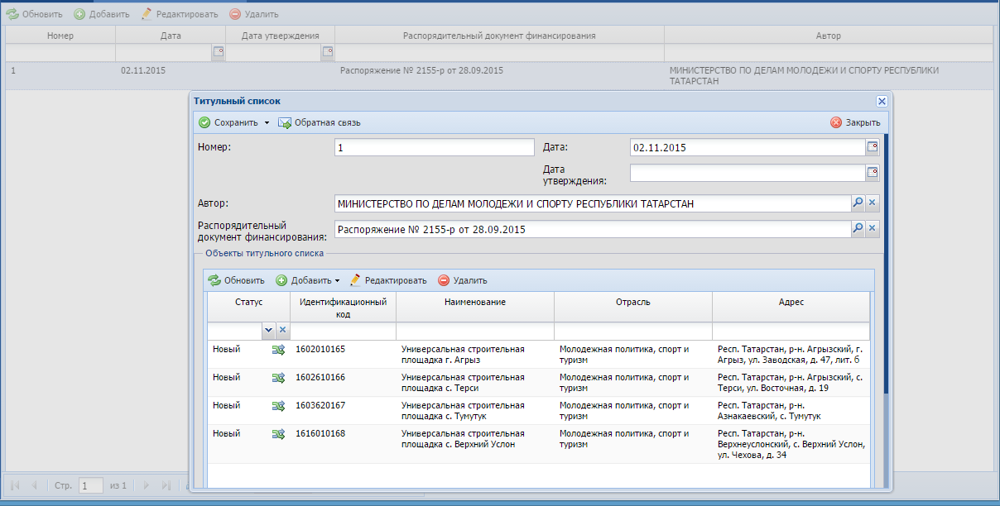 Обновить Добавить Редактировать Удалить
Номер Дата Дата утверждения Распорядительный документ финансирования Автор
1 02.11.2015 Распоряжение № 2155-р от 28.09.2015 МИНИСТЕРСТВО ПО ДЕЛАМ МОЛОДЕЖИ И СПОРТУ РЕСПУБЛИКИ
ТАТАРСТАН
Титульный список
Сохранить Обратная связь Закрыть
Номер: 1 Дата: 02.11.2015
Дата
утверждения:
Автор: МИНИСТЕРСТВО ПО ДЕЛАМ МОЛОДЕЖИ И СПОРТУ РЕСПУБЛИКИ ТАТАРСТАН
Распорядительный
документ финансирования: Распоряжение № 2155-р от 28.09.2015
Объекты титульного списка
Обновить Добавить Редактировать Удалить
Статус Идентификационный Наименование Отрасль Адрес
код
Новый 1602010165 Универсальная строительная Молодежная политика, спорт и Респ. Татарстан, р-н. Агрызский, г.
площадка г. Агрыз туризм Агрыз, ул. Заводская, д. 47, лит. б
Новый 1602610166 Универсальная строительная Молодежная политика, спорт и Респ. Татарстан, р-н. Агрызский, с.
площадка с. Терси туризм Терси, ул. Восточная, д. 19
Новый 1603620167 Универсальная строительная Молодежная политика, спорт и Респ. Татарстан, р-н.
площадка с. Тумутук туризм Азнакаевский, с. Тумутук
Новый 1616010168 Универсальная строительная Молодежная политика, спорт и Респ. Татарстан, р-н.
площадка с. Верхний Услон туризм Верхнеуслонский, с. Верхний Услон,
ул. Чехова, д. 34
Стр. 1 из 1